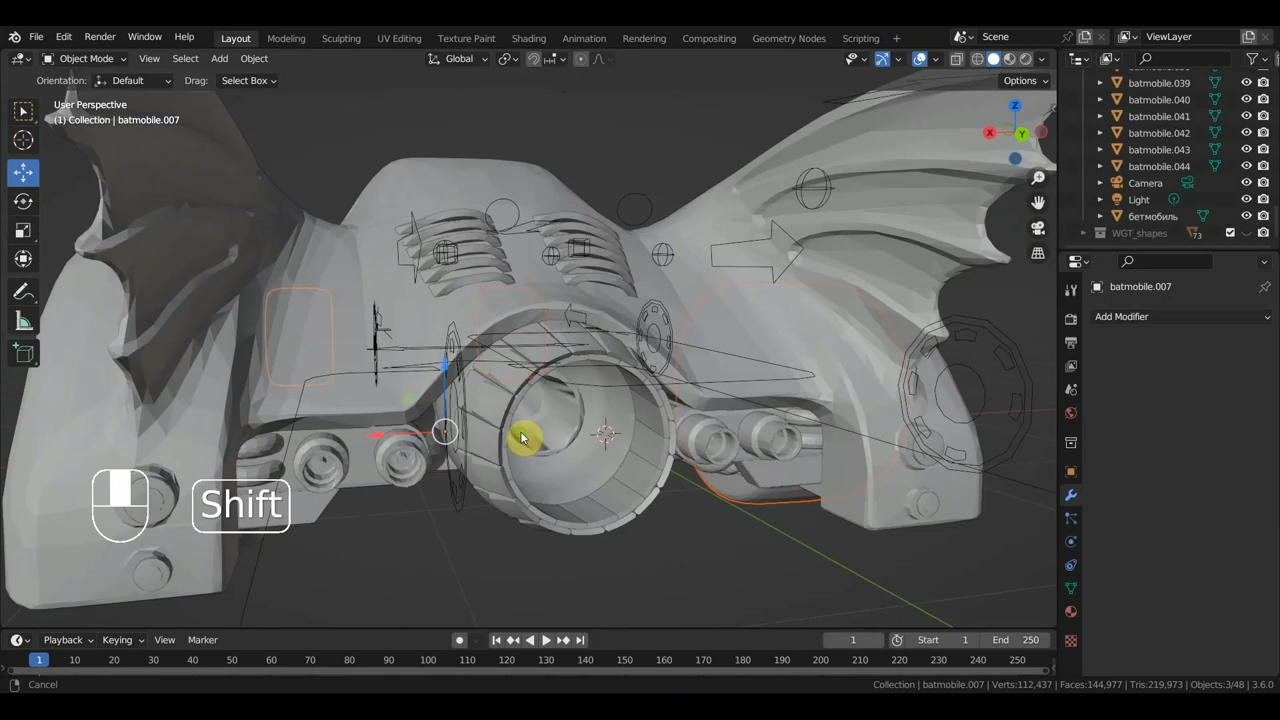 File Edit Render Window Help Layout Modeling Sculpting UV Editing Texture Paint Shading Animation Rendering Compositing Geometry Nodes Scripting Scene ViewLayer
Object Mode View Select Add Object Global
Orientation: Default Drag: Select Box Options
User Perspective
(1) Collection | batmobile.007
Z
X
Y
batmobile.039
batmobile.040
batmobile.041
batmobile.042
batmobile.043
batmobile.044
Camera
Light
бетмобиль
WGT_shapes 73
batmobile.007
Add Modifier
Shift
Playback Keying View Marker 1 Start 1 End 250
1 10 20 30 40 50 60 70 80 90 100 110 120 130 140 150 160 170 180 190 200 210 220 230 240 250
Cancel Collection | batmobile.007 | Verts:112,437 | Faces:144,977 | Tris:219,973 | Objects:3/48 | 3.6.0